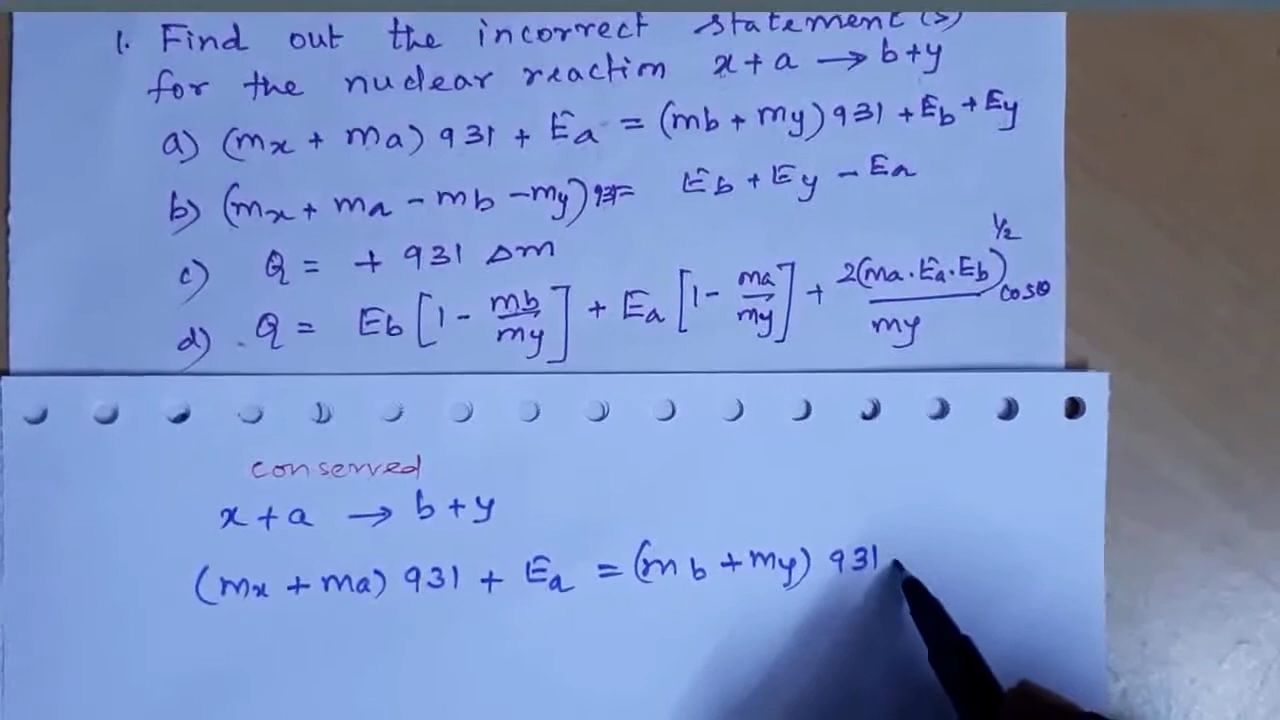 1. Find out the incorrect statement(s)
for the nuclear reaction x+a → b+y
a) (mx + ma) 931 + Ea = (mb + my) 931 + Eb + Ey
b) (mx + ma - mb - my) 931 = Eb + Ey - Ea
c) Q = + 931 Δm
d) Q = Eb [1 - mb/my] + Ea [1 - ma/my] + 2(ma.Ea.Eb)^1/2/my cosθ
conserved
x+a → b+y
(mx + ma) 931 + Ea = (mb + my) 931